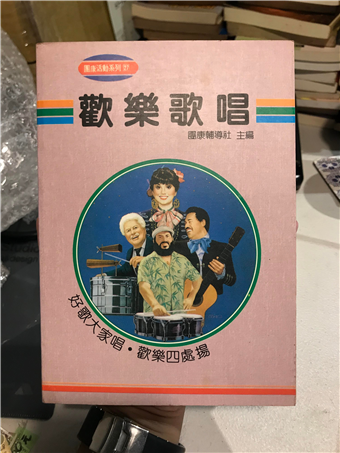 團康活動系列 27
歡樂歌唱
團康輔導社 主編
好歌大家唱・歡樂四處揚